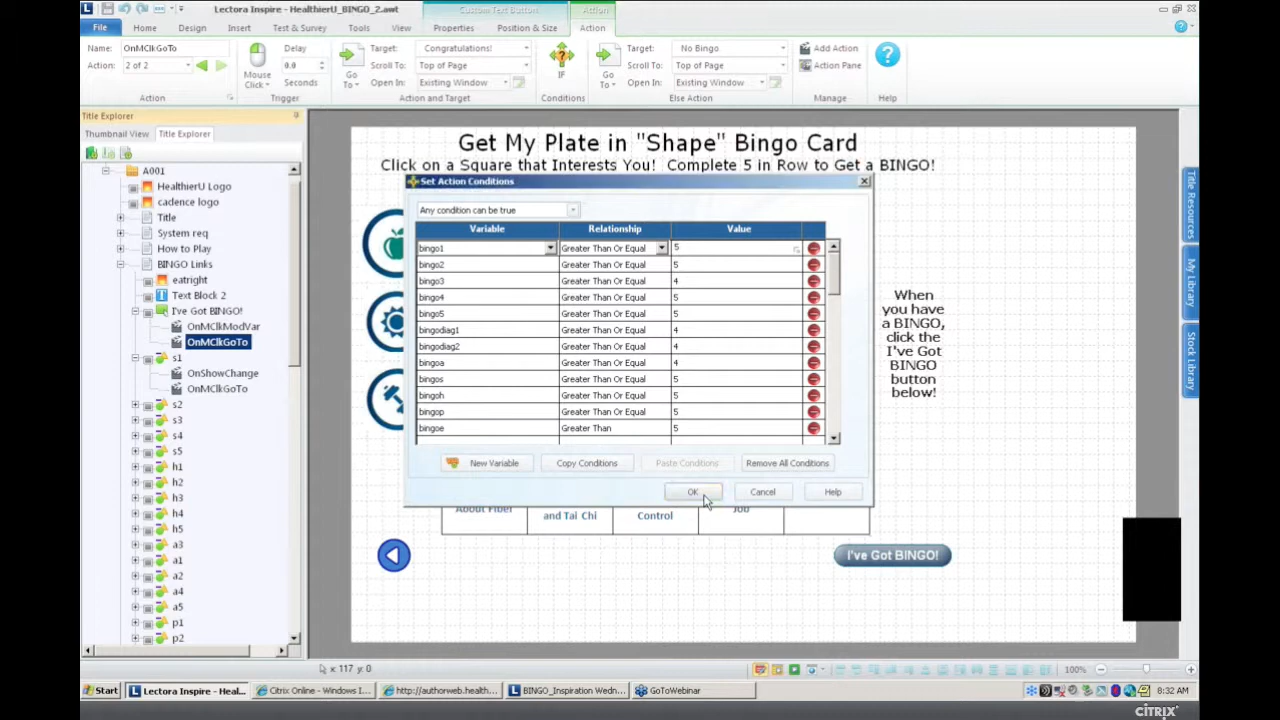 Lectora Inspire - HealthierU_BINGO_2.awt
Custom Text Button
Action
File Home Design Insert Test & Survey Tools View Properties Position & Size Action
Name: OnMClkGoTo
Action: 2 of 2
Action
Mouse Click
Delay
0.0
Seconds
Trigger
Go To
Target: Congratulations!
Scroll To: Top of Page
Open In: Existing Window
Action and Target
IF
Conditions
Go To
Target: No Bingo
Scroll To: Top of Page
Open In: Existing Window
Else Action
Add Action
Action Pane
Manage
Help
Title Explorer
Thumbnail View Title Explorer
A001
HealthierU Logo
cadence logo
Title
System req
How to Play
BINGO Links
eatright
Text Block 2
I've Got BINGO!
OnMClkModVar
OnMClkGoTo
s1
OnShowChange
OnMClkGoTo
s2
s3
s4
s5
h1
h2
h3
h4
h5
a3
a1
a2
a4
a5
p1
p2
Get My Plate in "Shape" Bingo Card
Click on a Square that Interests You! Complete 5 in Row to Get a BINGO!
Set Action Conditions
Any condition can be true
Variable Relationship Value
bingo1 Greater Than Or Equal 5
bingo2 Greater Than Or Equal 5
bingo3 Greater Than Or Equal 4
bingo4 Greater Than Or Equal 5
bingo5 Greater Than Or Equal 5
bingodiag1 Greater Than Or Equal 4
bingodiag2 Greater Than Or Equal 4
bingoa Greater Than Or Equal 4
bingos Greater Than Or Equal 5
bingoh Greater Than Or Equal 5
bingop Greater Than Or Equal 5
bingoe Greater Than 5
New Variable Copy Conditions Paste Conditions Remove All Conditions
OK Cancel Help
When
you have
a BINGO,
click the
I've Got
BINGO
button
below!
About Fiber
and Tai Chi
Control
Job
I've Got BINGO!
Title Resources
My Library
Stock Library
x 117 y: 0
100%
Start Lectora Inspire - Heal... Citrix Online - Windows I... http://authorweb.health... BINGO_Inspiration Wedn... GoToWebinar 8:32 AM
CITRIX